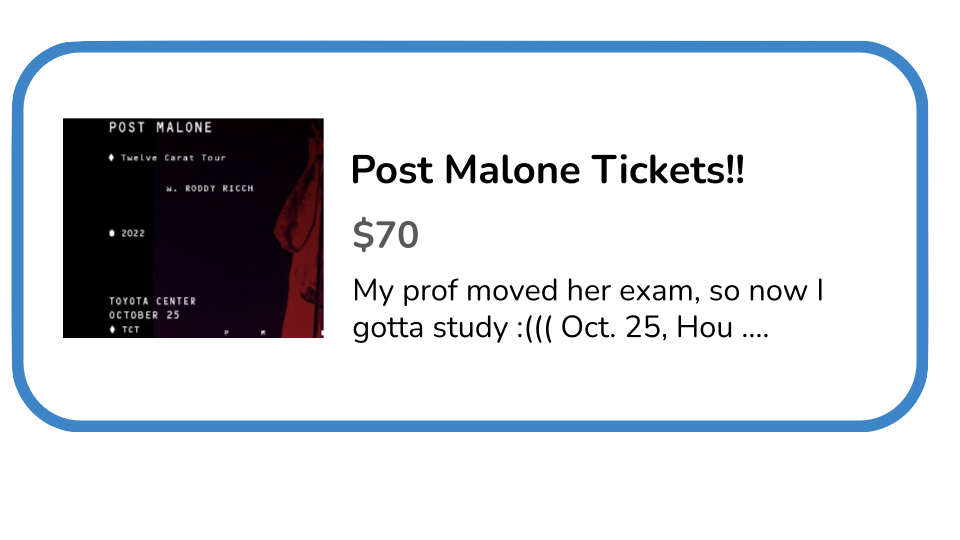 POST MALONE
Twelve Carat Tour
w. RODDY RICCH
2022
TOYOTA CENTER
OCTOBER 25
TCT
P M
Post Malone Tickets!!
$70
My prof moved her exam, so now I
gotta study :((( Oct. 25, Hou ....